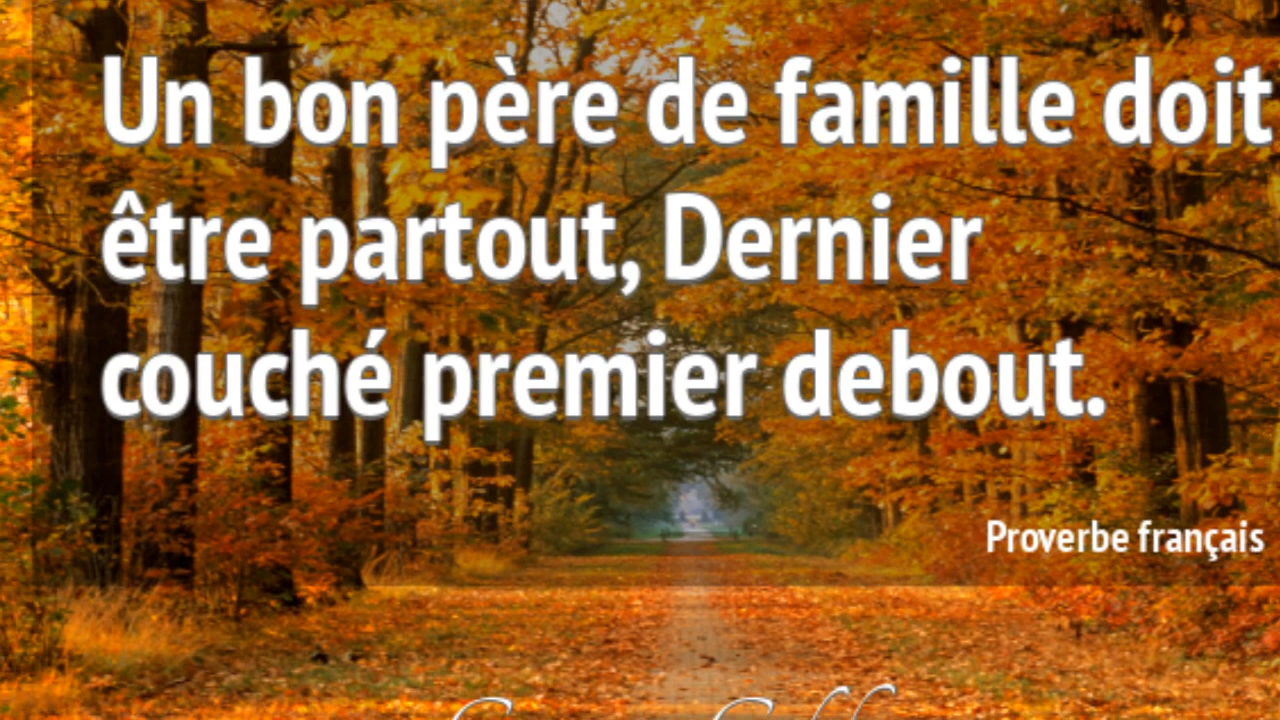 Un bon père de famille doit
être partout, Dernier
couché premier debout.
Proverbe français